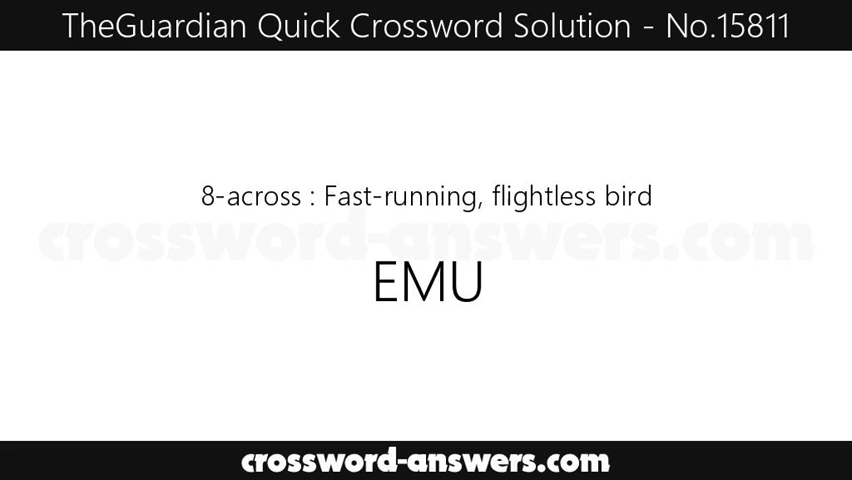 TheGuardian Quick Crossword Solution - No.15811
8-across : Fast-running, flightless bird
crossword-answers.com
EMU
crossword-answers.com